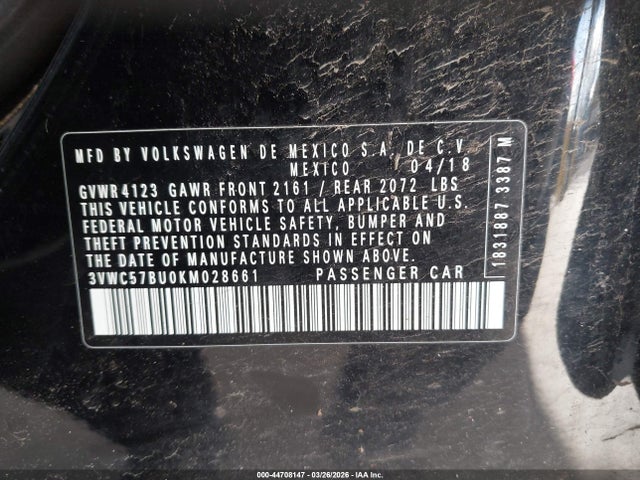 MFD BY VOLKSWAGEN DE MEXICO S.A. DE C.V.
MEXICO 04/18
GVWR 4123 GAWR FRONT 2161 / REAR 2072 LBS
THIS VEHICLE CONFORMS TO ALL APPLICABLE U.S.
FEDERAL MOTOR VEHICLE SAFETY, BUMPER AND
THEFT PREVENTION STANDARDS IN EFFECT ON
THE DATE OF MANUFACTURE SHOWN ABOVE.
3VWC57BU0KM028661 PASSENGER CAR
1831887 3387 M
000-44708147 | 03/26/2026 | IAA Inc.